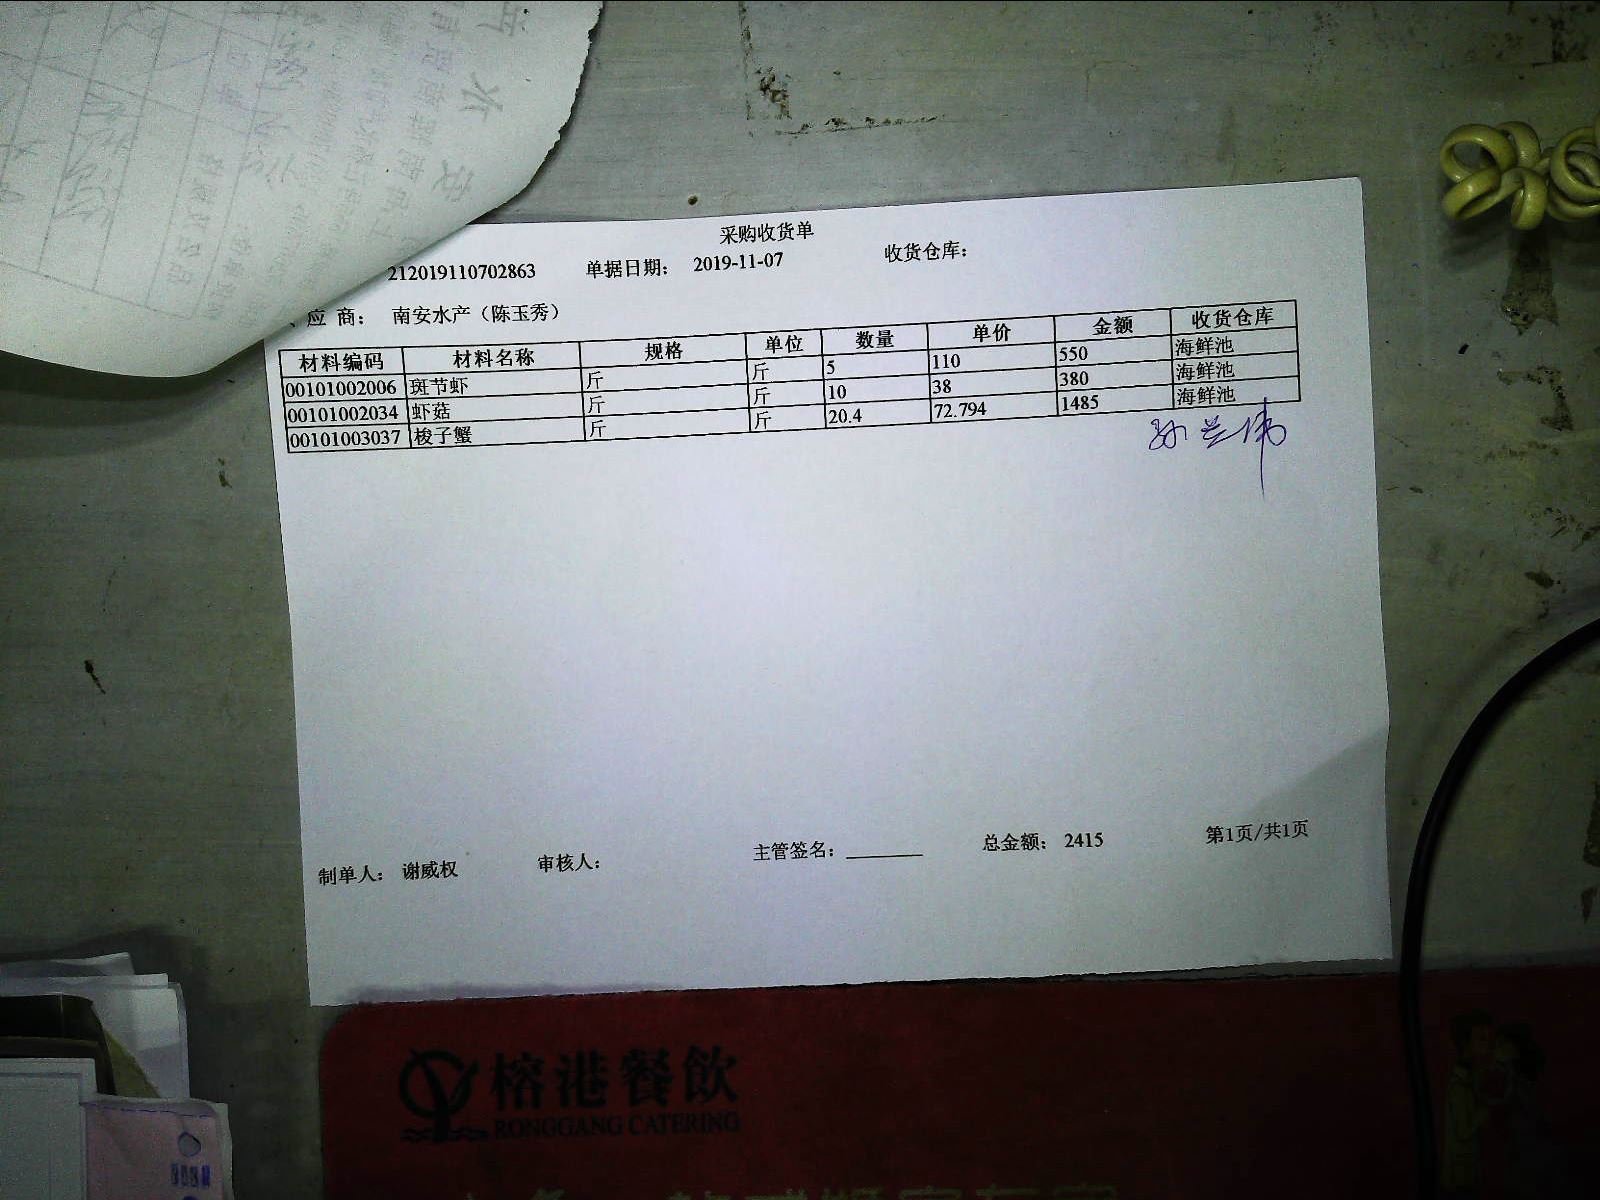 采购收货单
212019110702863 单据日期： 2019-11-07 收货仓库：
应 商： 南安水产（陈玉秀）
材料编码 材料名称 规格 单位 数量 单价 金额 收货仓库
00101002006 斑节虾 斤 斤 5 110 550 海鲜池
00101002034 虾菇 斤 斤 10 38 380 海鲜池
00101003037 梭子蟹 斤 斤 20.4 72.794 1485 海鲜池
制单人： 谢威权 审核人： 主管签名：________ 总金额： 2415 第1页/共1页
榕港餐飲
RONGGANG CATERING